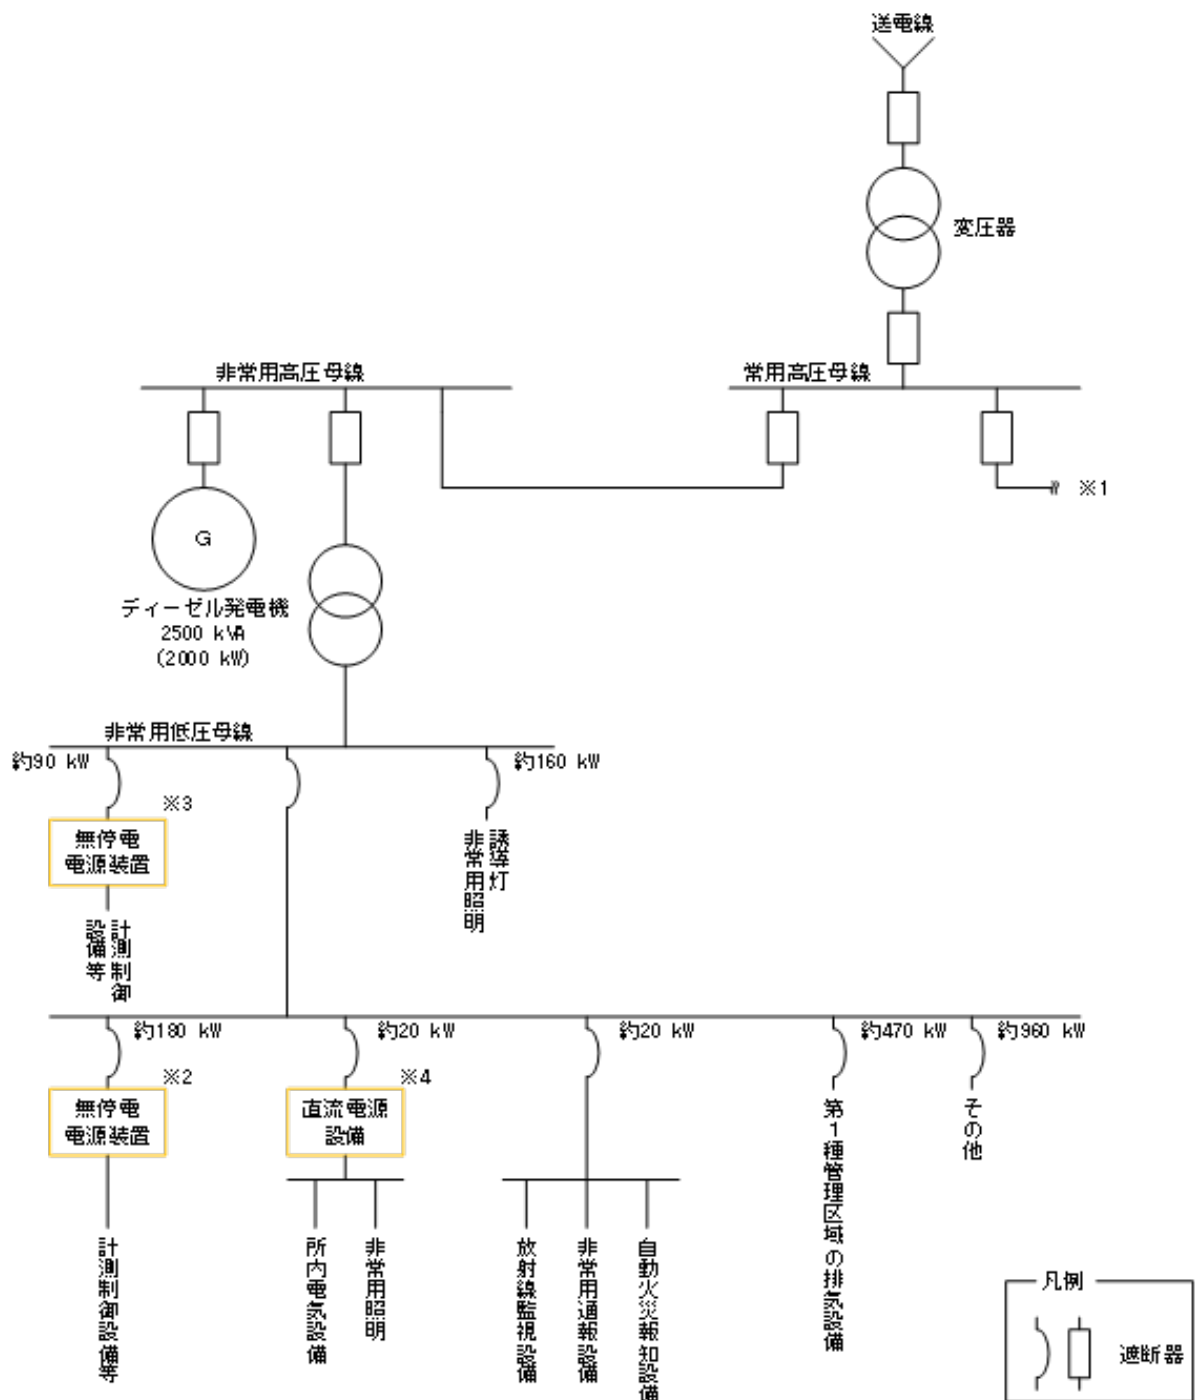 送電線
変圧器
非常用高圧母線
常用高圧母線
※1
G
ディーゼル発電機
2500 kVA
(2000 kW)
非常用低圧母線
約90 kW
約160 kW
※3
無停電
電源装置
誘導灯
非常用照明
計測制御
設備等
約180 kW
約20 kW
約20 kW
約470 kW
約960 kW
※2
※4
無停電
電源装置
直流電源
設備
第1種管理区域の排気設備
その他
計測制御設備等
所内電気設備
非常用照明
放射線監視設備
非常用通報設備
自動火災報知設備
凡例
遮断器